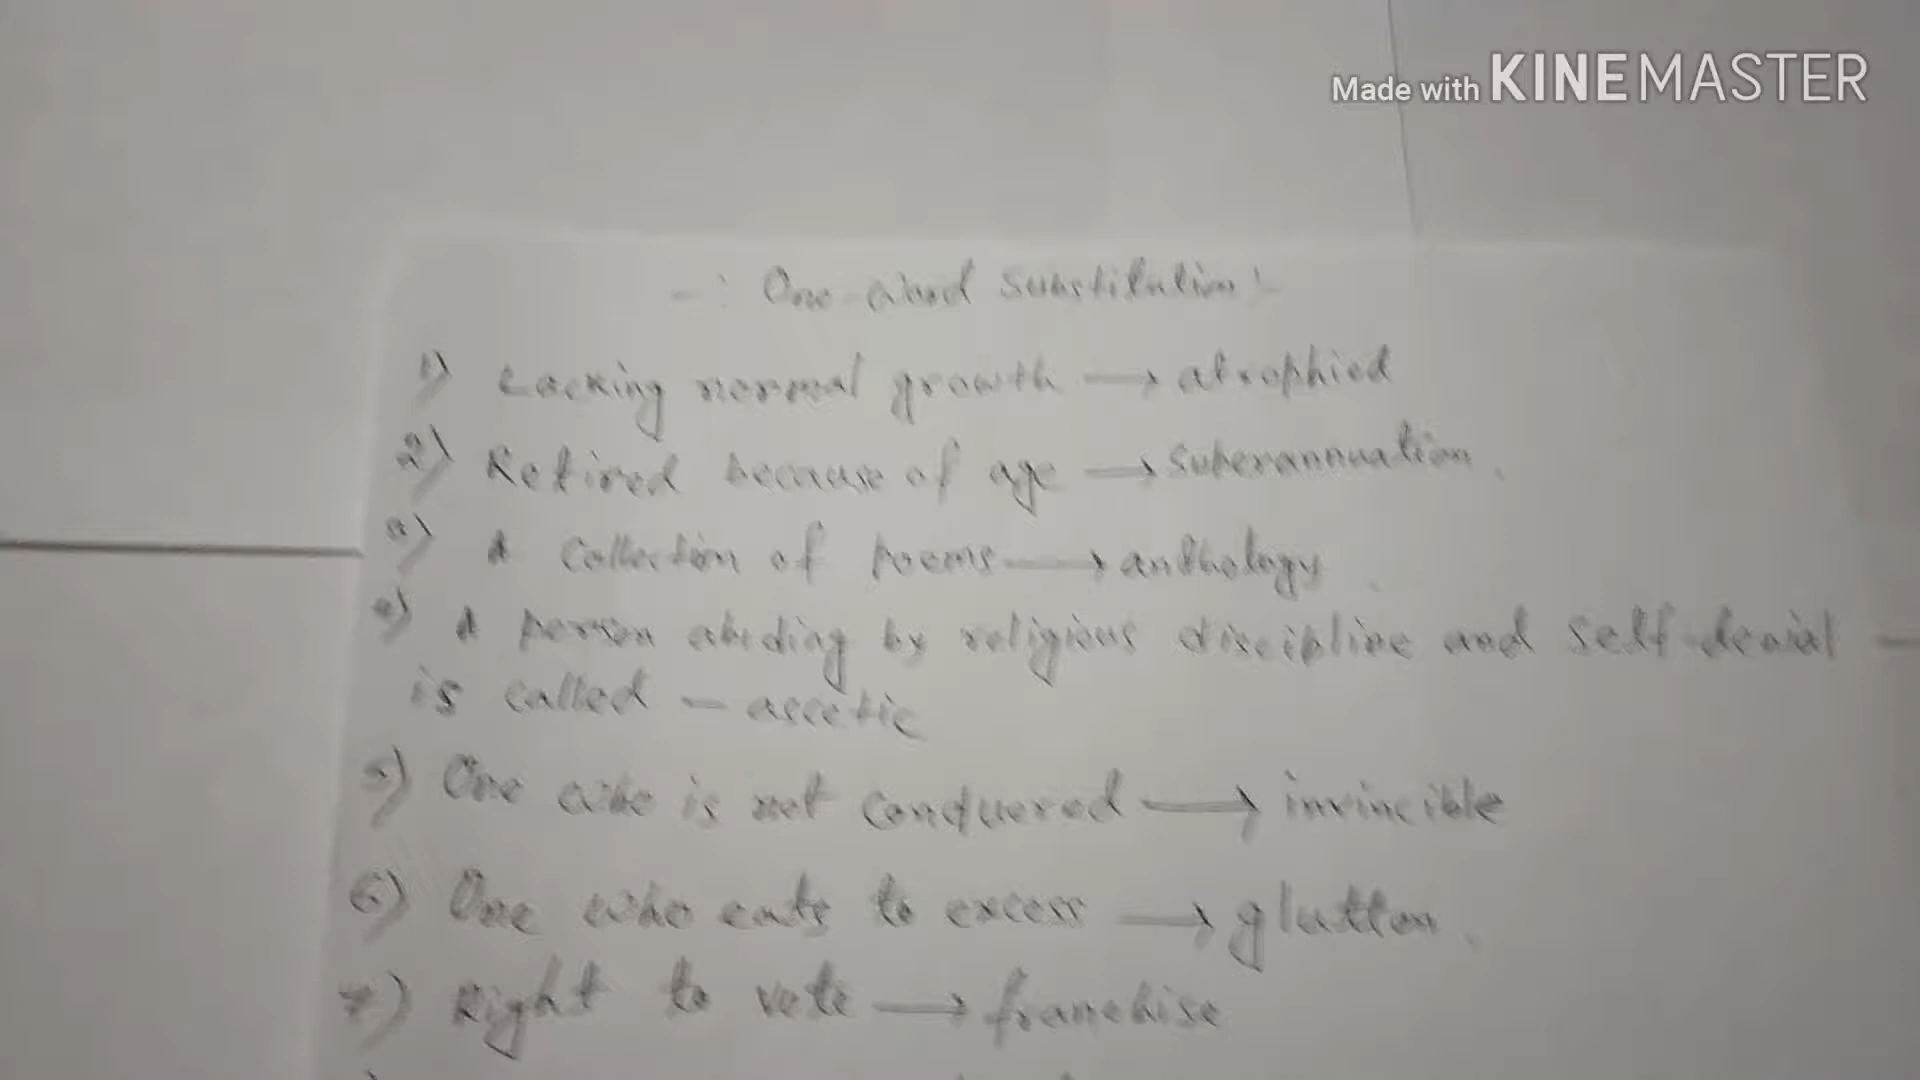 Made with KINEMASTER
-: One-Word Substitution :-
1) Lacking normal growth → atrophied
2) Retired because of age → Superannuation.
3) A collection of poems → anthology
4) A person abiding by religious discipline and self-denial
is called - ascetic
5) One who is not conquered → invincible
6) One who eats to excess → glutton.
7) Right to vote → franchise